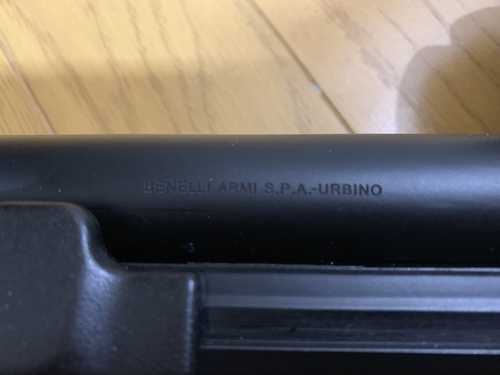 BENELLI ARMI S.P.A.-URBINO